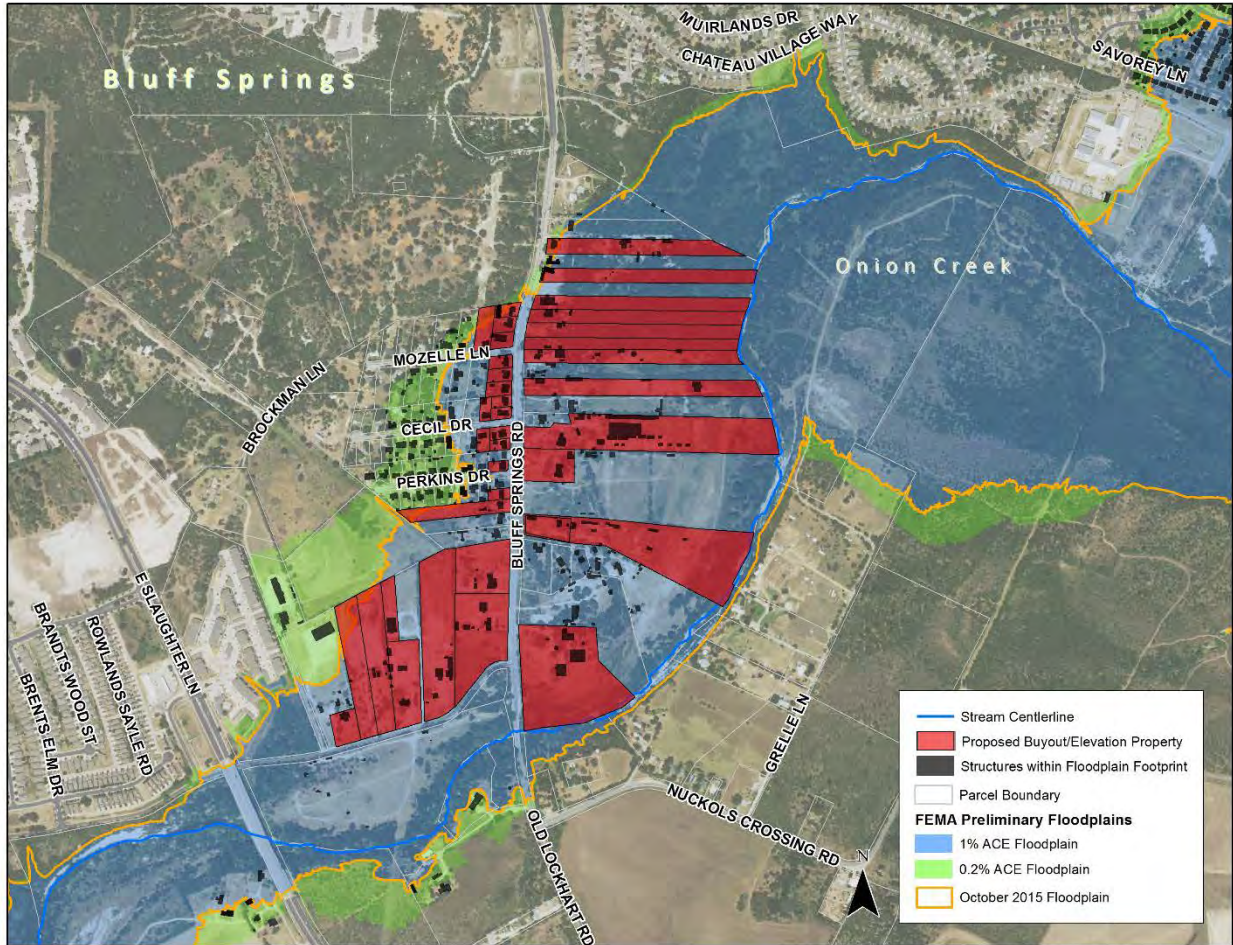 MUIRLANDS DR
CHATEAU VILLAGE WAY
SAVOREY LN
Bluff Springs
Onion Creek
MOZELLE LN
BROCKMAN LN
CECIL DR
PERKINS DR
BLUFF SPRINGS RD
E SLAUGHTER LN
BRANDTS WOOD ST
ROWLANDS SAYLE RD
BRENTS ELM DR
GRELLE LN
NUCKOLS CROSSING RD
OLD LOCKHART RD
N
Stream Centlerline
Proposed Buyout/Elevation Property
Structures within Floodplain Footprint
Parcel Boundary
FEMA Preliminary Floodplains
1% ACE Floodplain
0.2% ACE Floodplain
October 2015 Floodplain